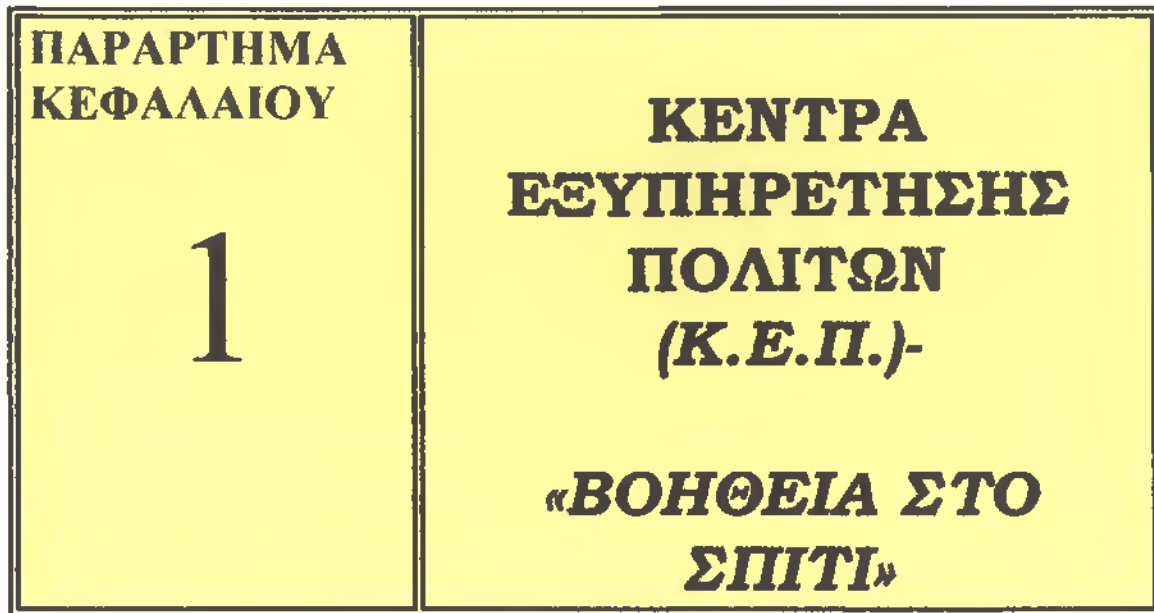 ΠΑΡΑΡΤΗΜΑ
ΚΕΦΑΛΑΙΟΥ
1
ΚΕΝΤΡΑ
ΕΞΥΠΗΡΕΤΗΣΗΣ
ΠΟΛΙΤΩΝ
(Κ.Ε.Π.)-
«ΒΟΗΘΕΙΑ ΣΤΟ
ΣΠΙΤΙ»